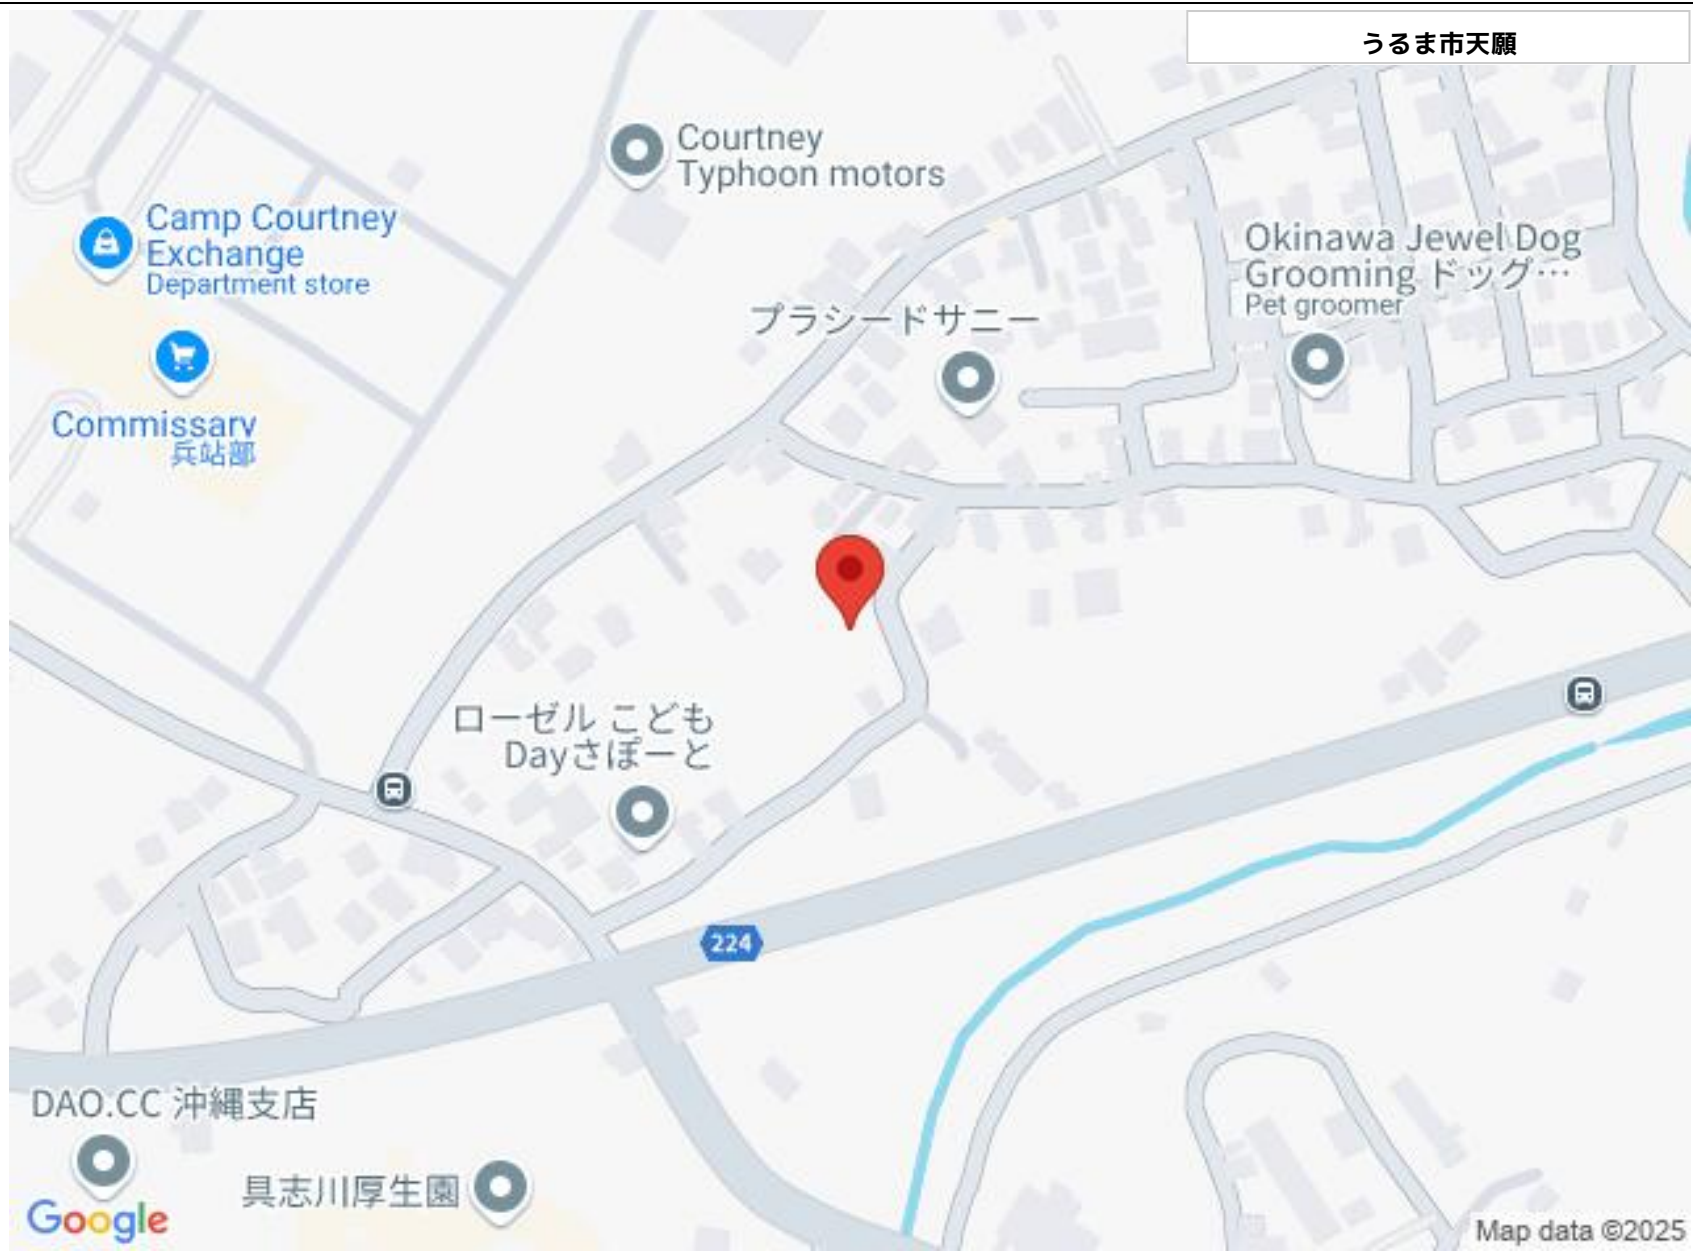 うるま市天願
Courtney
Typhoon motors
Camp Courtney
Exchange
Department store
Okinawa Jewel Dog
Grooming ドッグ…
Pet groomer
プラシードサニー
Commissary
兵站部
ローゼル こども
Dayさぽーと
224
DAO.CC 沖縄支店
具志川厚生園
Google
Map data ©2025